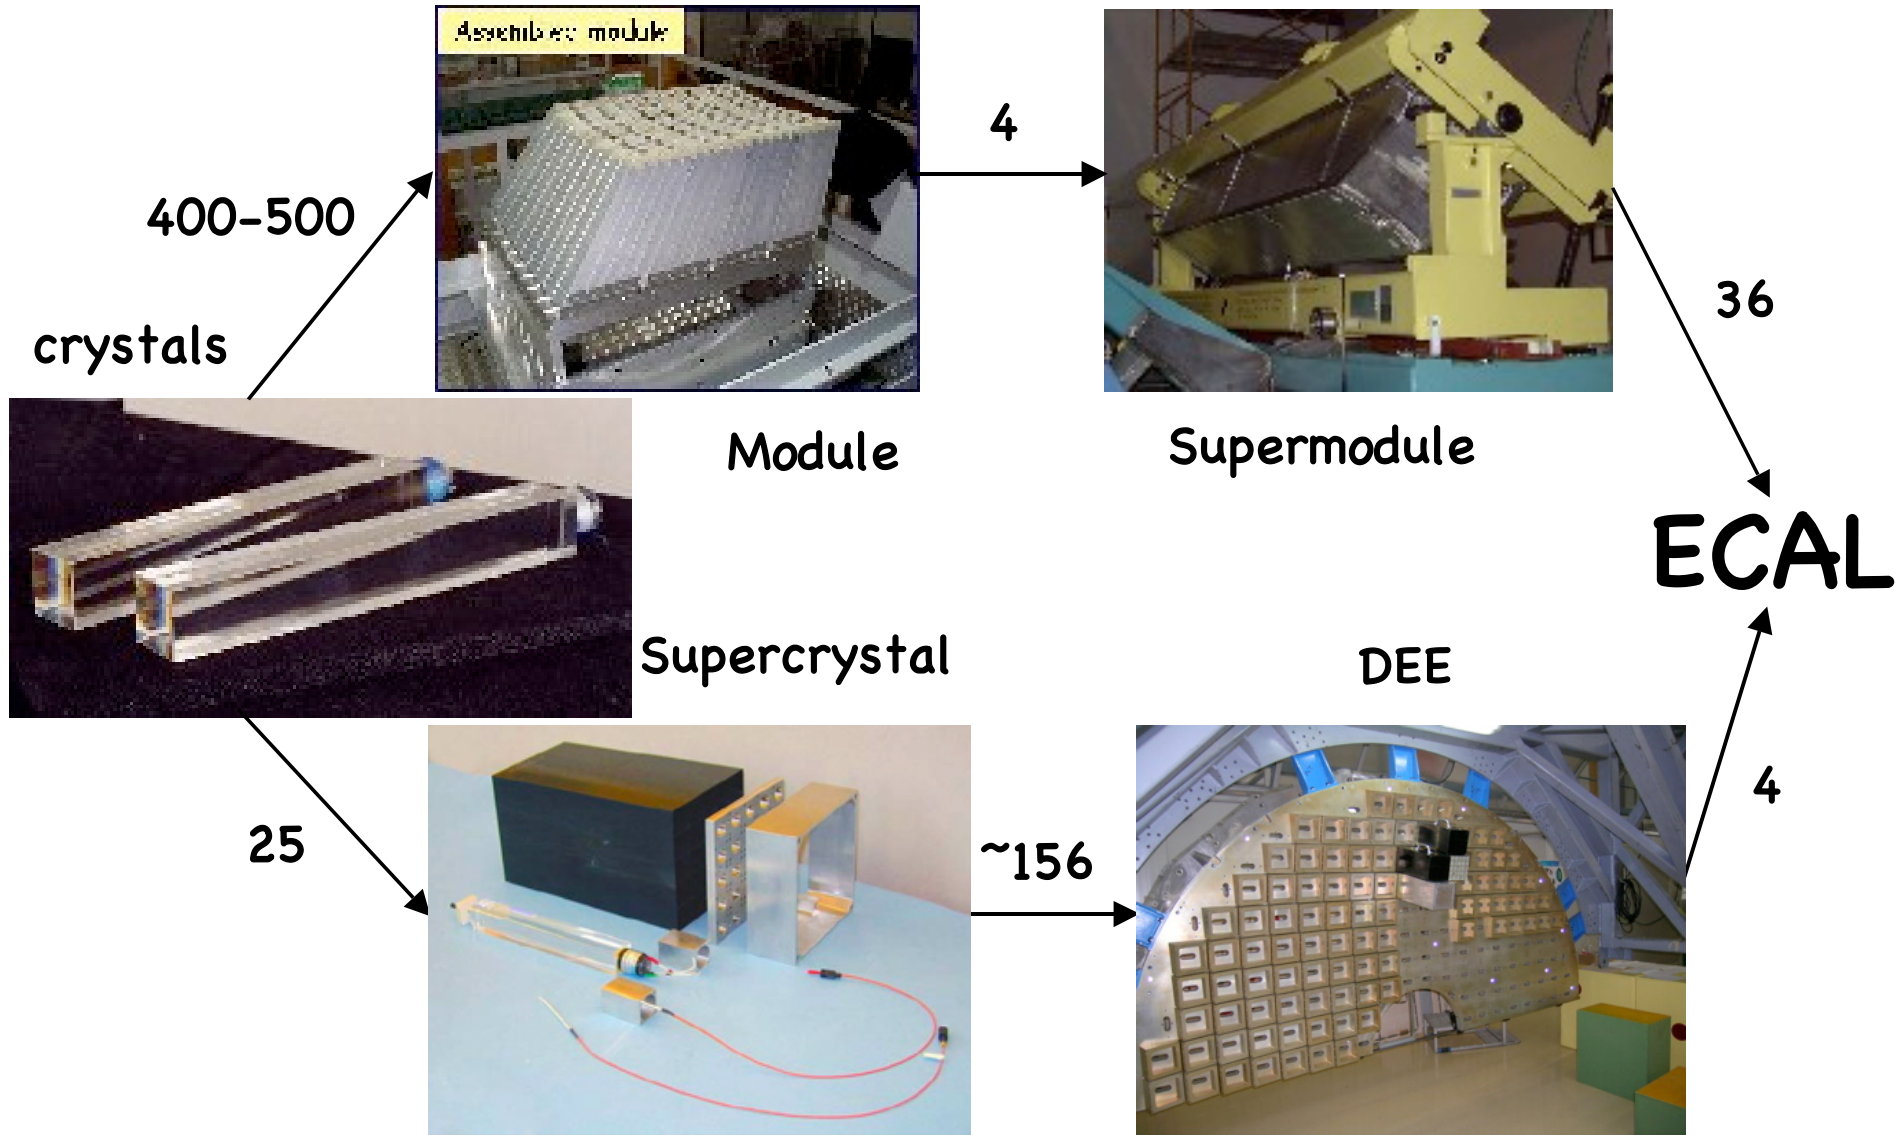 Assembled module
4
400-500
36
crystals
Module
Supermodule
ECAL
Supercrystal
DEE
4
25
~156